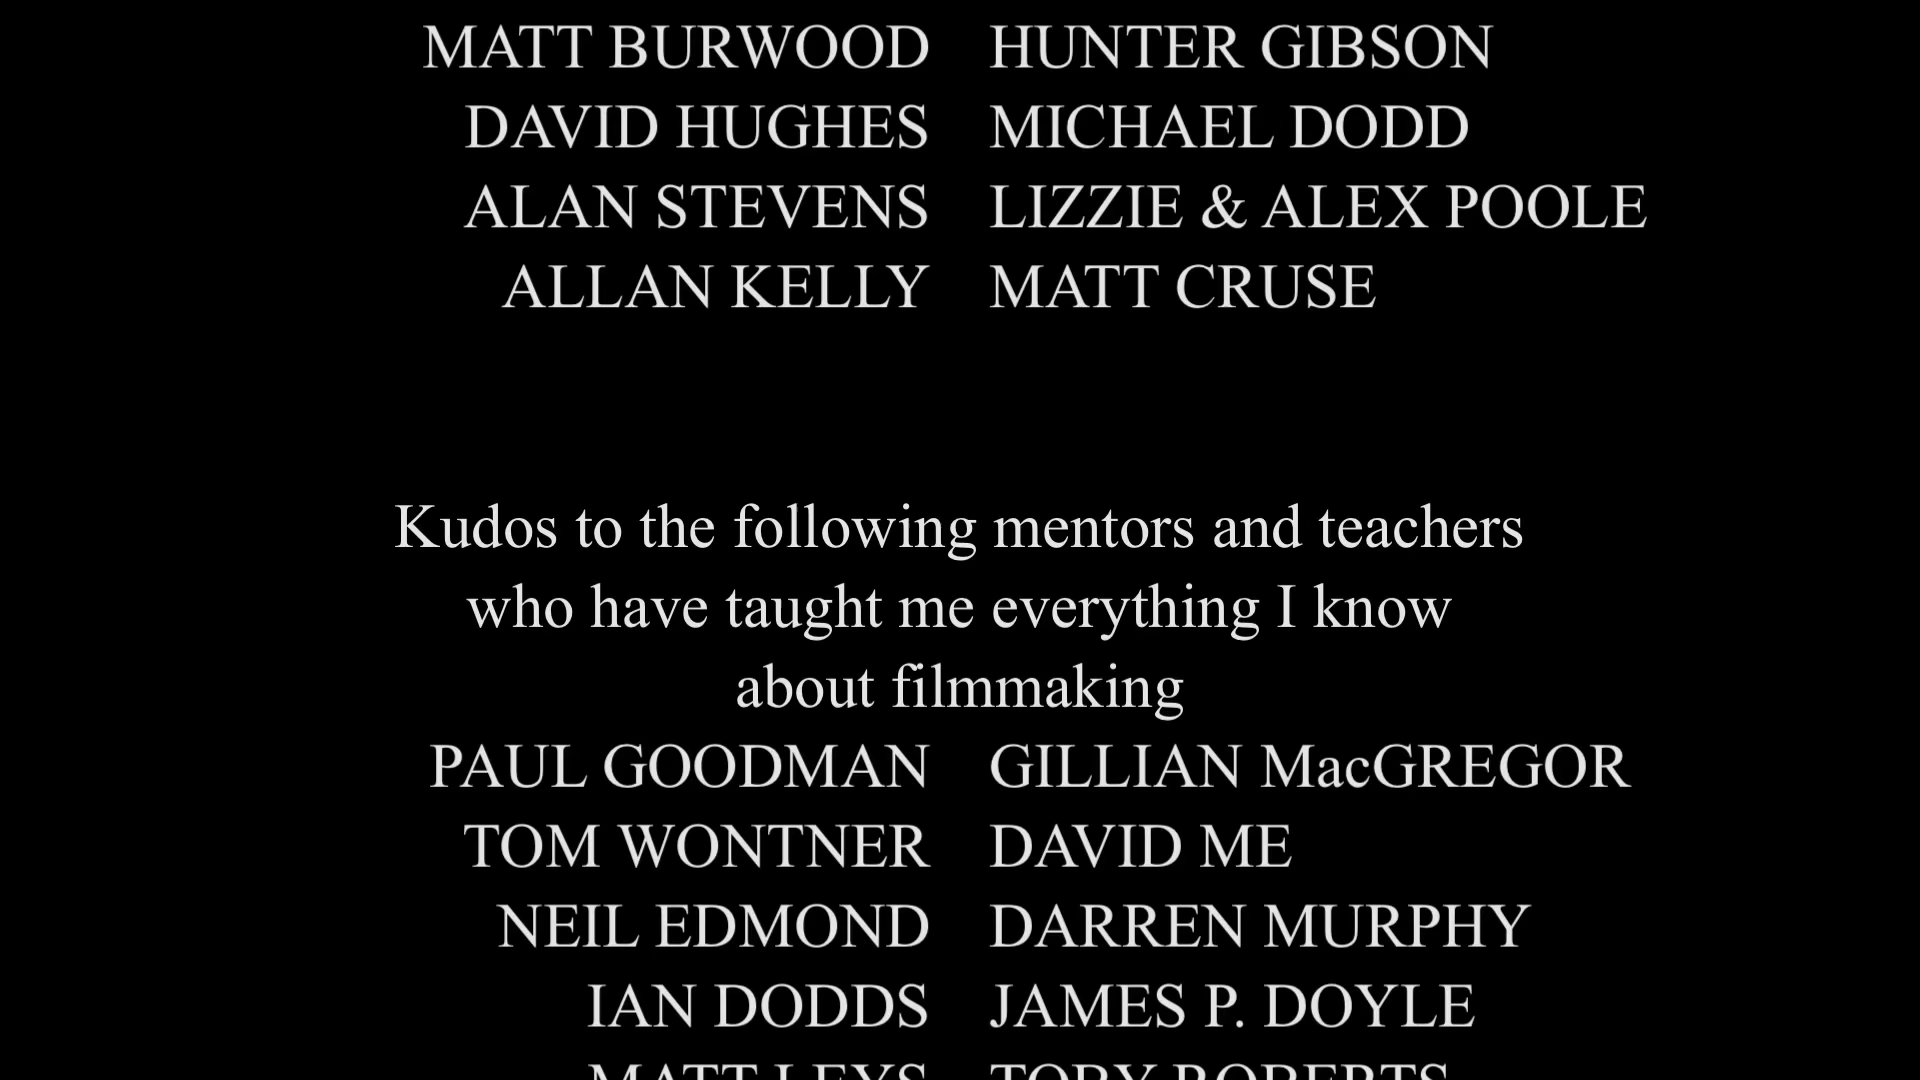 MATT BURWOOD HUNTER GIBSON
DAVID HUGHES MICHAEL DODD
ALAN STEVENS LIZZIE & ALEX POOLE
ALLAN KELLY MATT CRUSE
Kudos to the following mentors and teachers
who have taught me everything I know
about filmmaking
PAUL GOODMAN GILLIAN MacGREGOR
TOM WONTNER DAVID ME
NEIL EDMOND DARREN MURPHY
IAN DODDS JAMES P. DOYLE
MATT LEYS TOBY ROBERTS